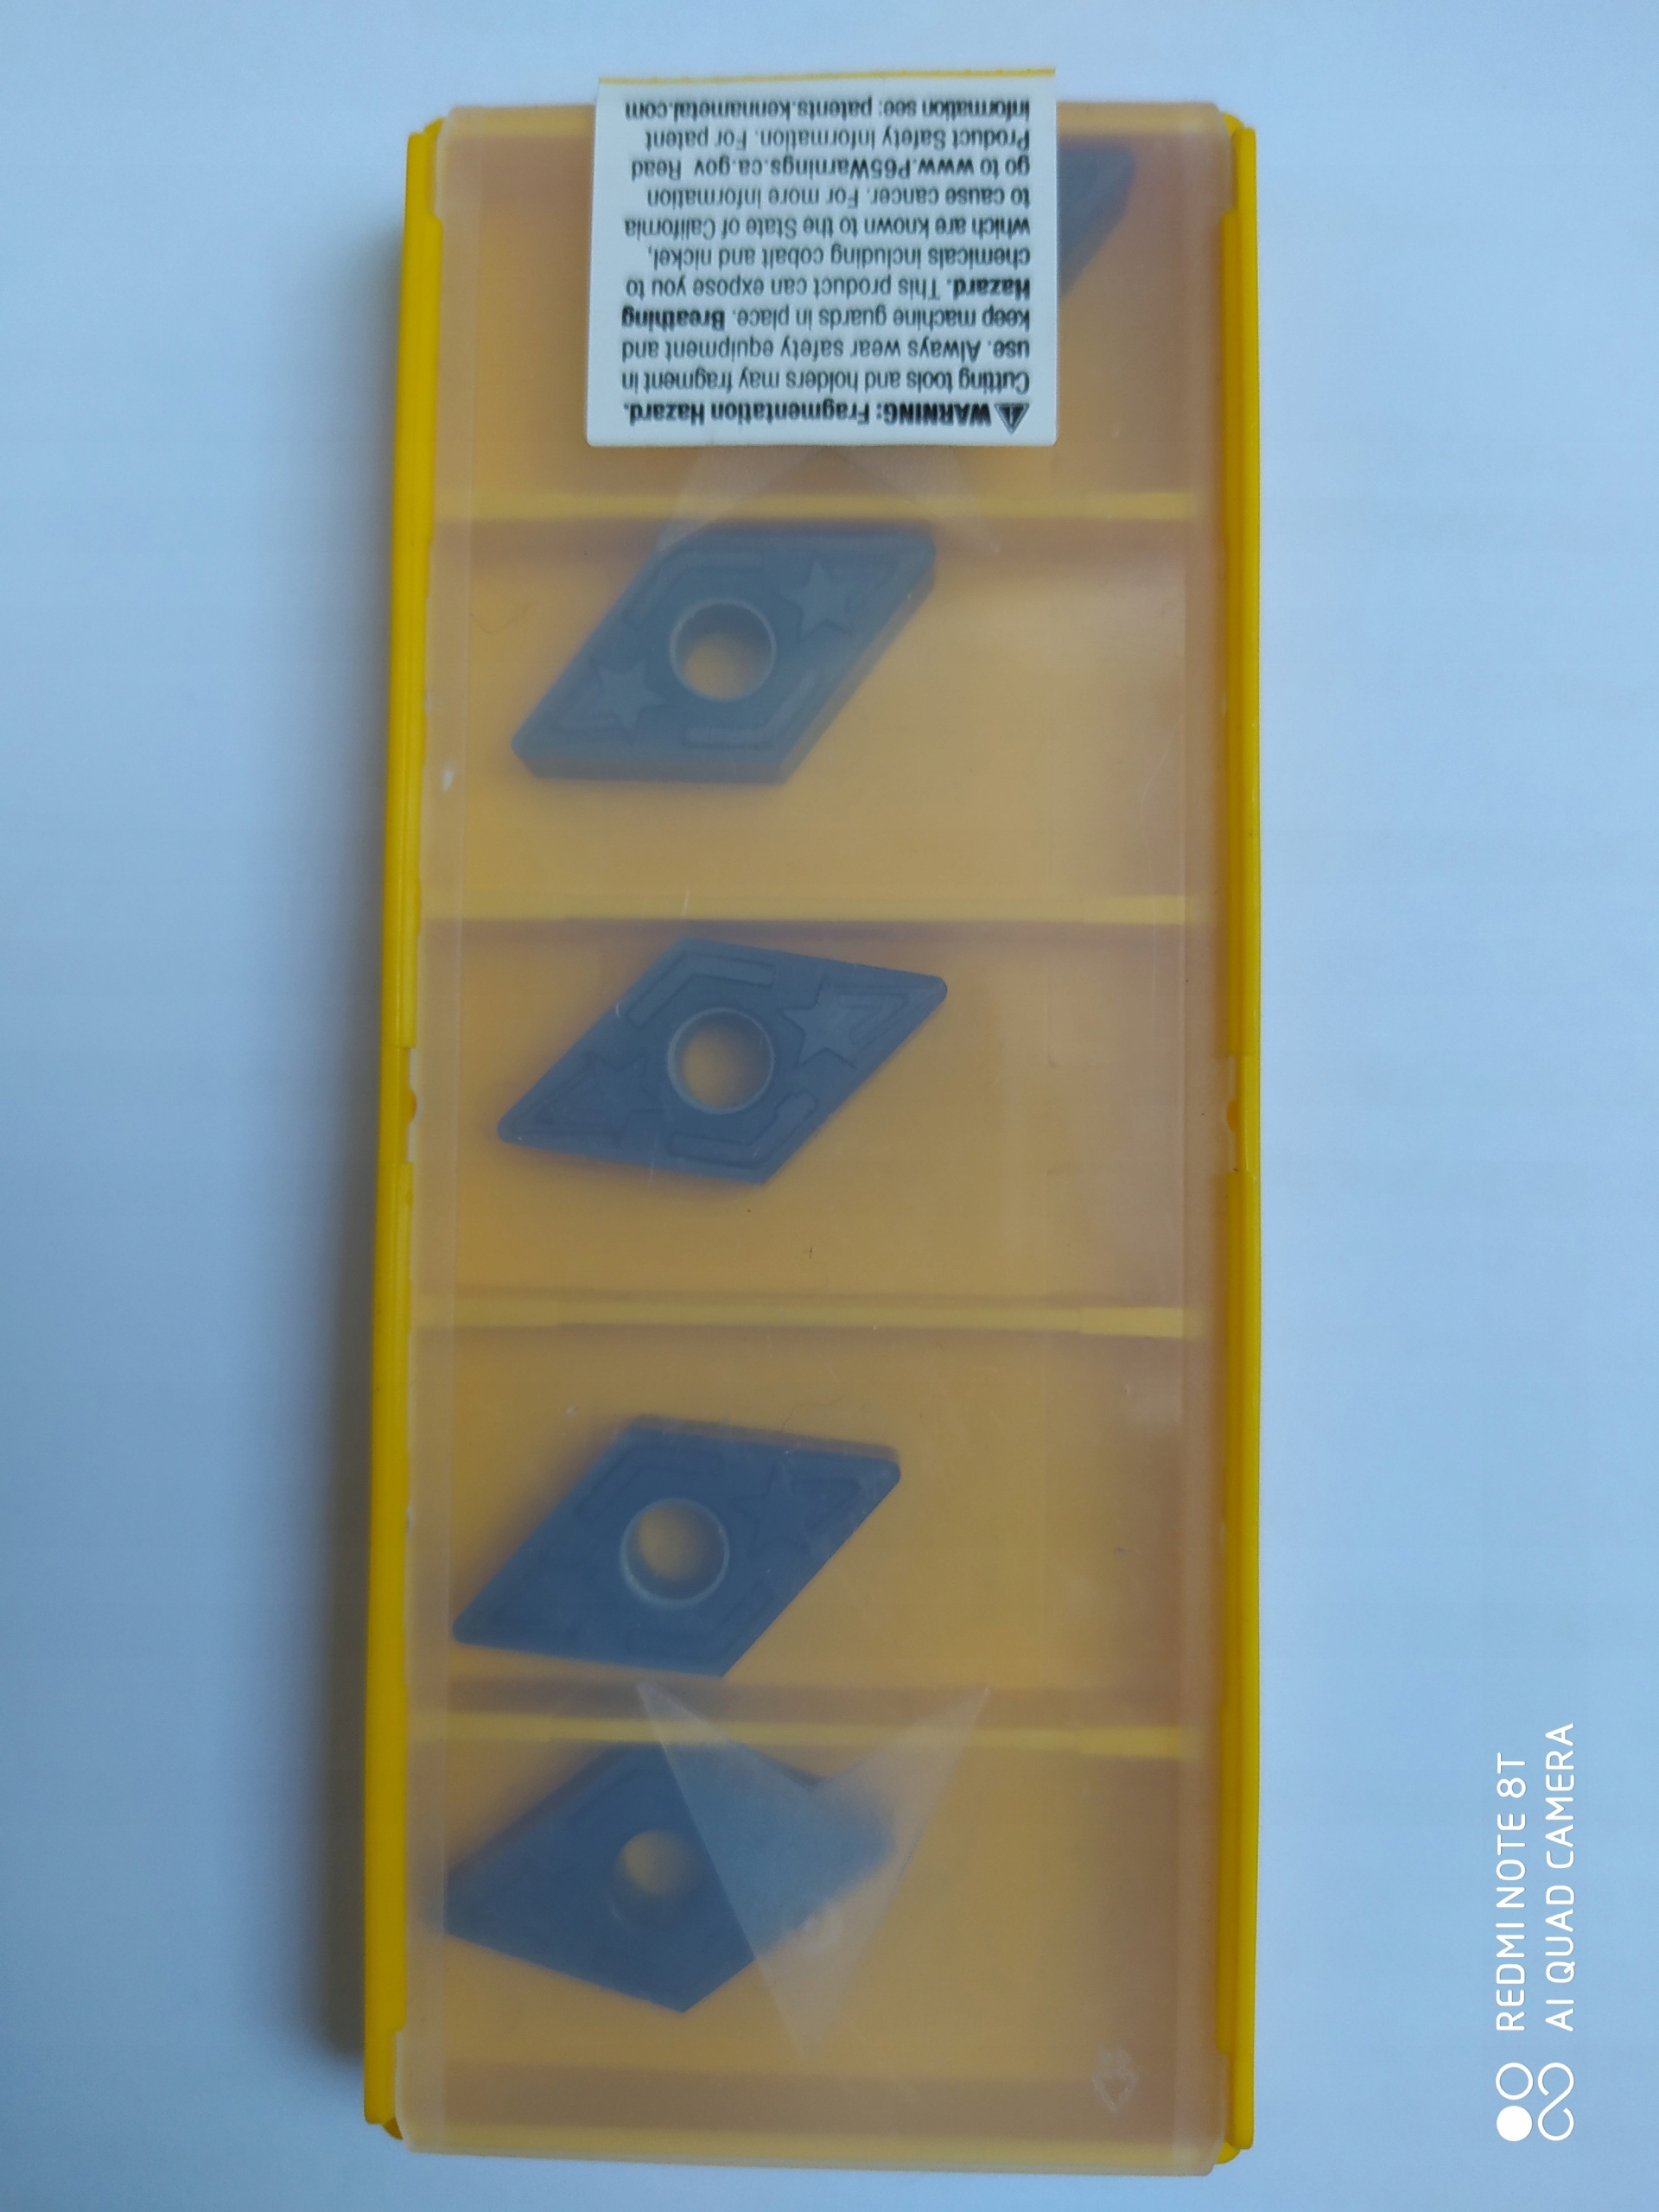 ⚠ WARNING: Fragmentation Hazard.
Cutting tools and holders may fragment in
use. Always wear safety equipment and
keep machine guards in place. Breathing
Hazard. This product can expose you to
chemicals including cobalt and nickel,
which are known to the State of California
to cause cancer. For more information
go to www.P65Warnings.ca.gov Read
Product Safety Information. For patent
information see: patents.kennametal.com
REDMI NOTE 8T
AI QUAD CAMERA